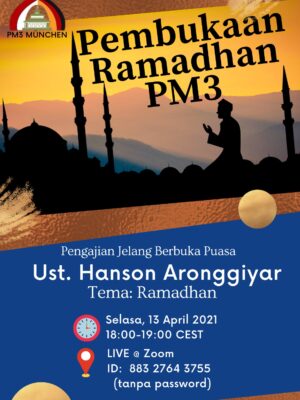 PM3 MÜNCHEN
Pembukaan
Ramadhan
PM3
Pengajian Jelang Berbuka Puasa
Ust. Hanson Aronggiyar
Tema: Ramadhan
Selasa, 13 April 2021
18:00-19:00 CEST
LIVE @ Zoom
ID: 883 2764 3755
(tanpa password)